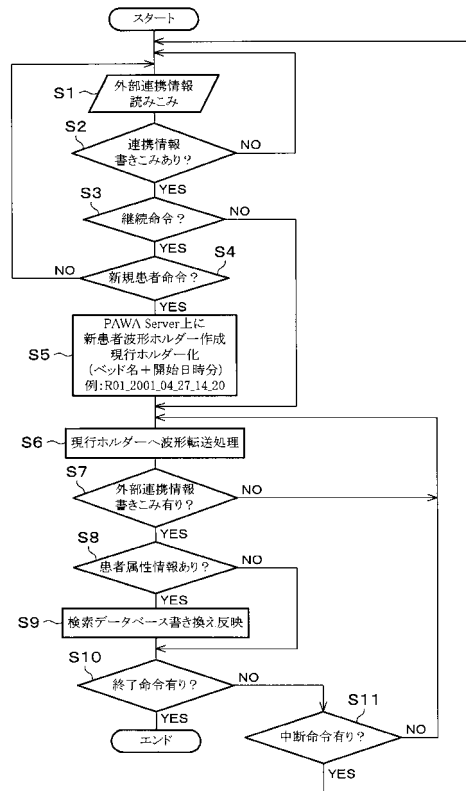 スタート
S1
外部連携情報
読みこみ
S2
連携情報
書きこみあり?
NO
YES
S3
継続命令?
NO
YES
S4
新規患者命令?
NO
YES
S5
PAWA Server上に
新患者波形ホルダー作成
現行ホルダー化
(ベッド名+開始日時分)
例:R01_2001_04_27_14_20
S6
現行ホルダーへ波形転送処理
S7
外部連携情報
書きこみ有り?
NO
YES
S8
患者属性情報あり?
NO
YES
S9
検索データベース書き換え反映
S10
終了命令有り?
NO
YES
エンド
S11
中断命令有り?
NO
YES